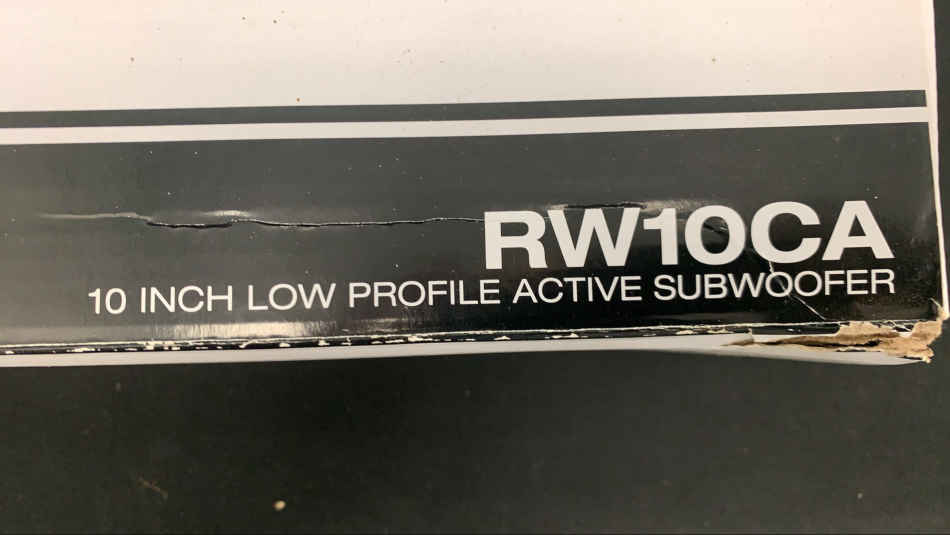 RW10CA
10 INCH LOW PROFILE ACTIVE SUBWOOFER